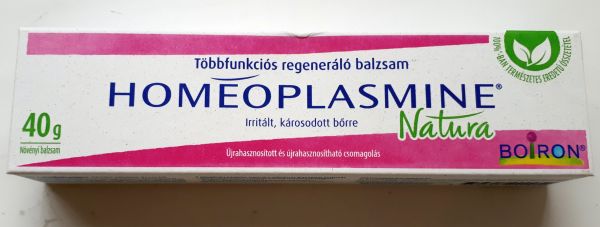 Többfunkciós regeneráló balzsam
HOMÉOPLASMINE®
Natura
Irritált, károsodott bőrre
40g
Növényi balzsam
Újrahasznosított és újrahasznosítható csomagolás
100%-BAN TERMÉSZETES EREDETŰ ÖSSZETÉTEL
BOIRON®